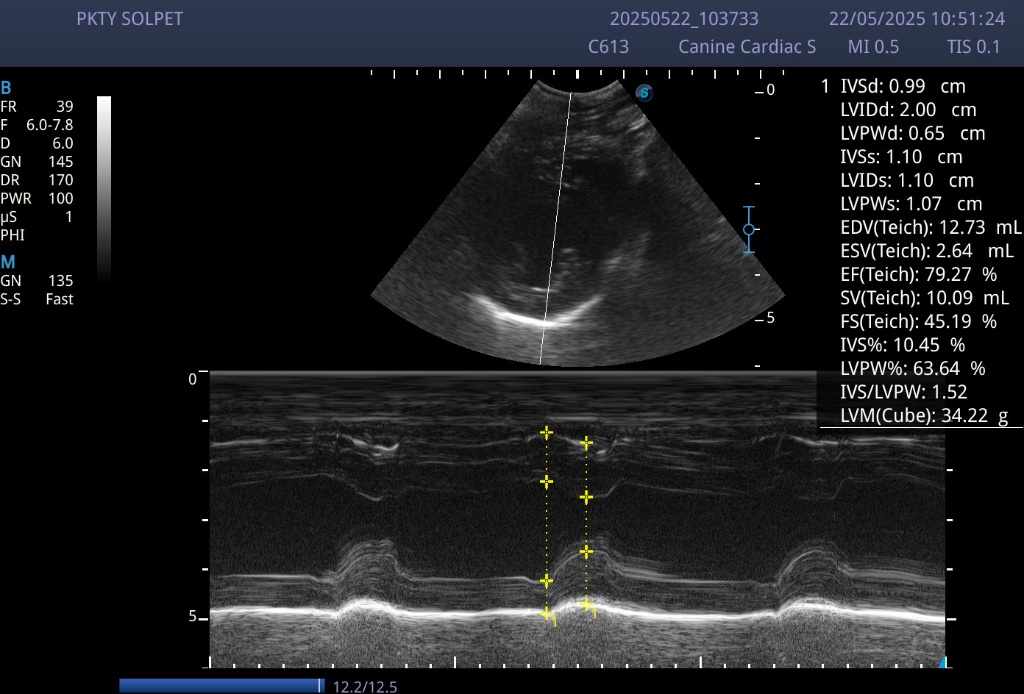 PKTY SOLPET 20250522_103733 22/05/2025 10:51:24
C613 Canine Cardiac S MI 0.5 TIS 0.1
B
FR 39
F 6.0-7.8
D 6.0
GN 145
DR 170
PWR 100
µS 1
PHI
M
GN 135
S-S Fast
S
0
5
1 IVSd: 0.99 cm
LVIDd: 2.00 cm
LVPWd: 0.65 cm
IVSs: 1.10 cm
LVIDs: 1.10 cm
LVPWs: 1.07 cm
EDV(Teich): 12.73 mL
ESV(Teich): 2.64 mL
EF(Teich): 79.27 %
SV(Teich): 10.09 mL
FS(Teich): 45.19 %
IVS%: 10.45 %
LVPW%: 63.64 %
IVS/LVPW: 1.52
LVM(Cube): 34.22 g
0
5
1 1
12.2/12.5